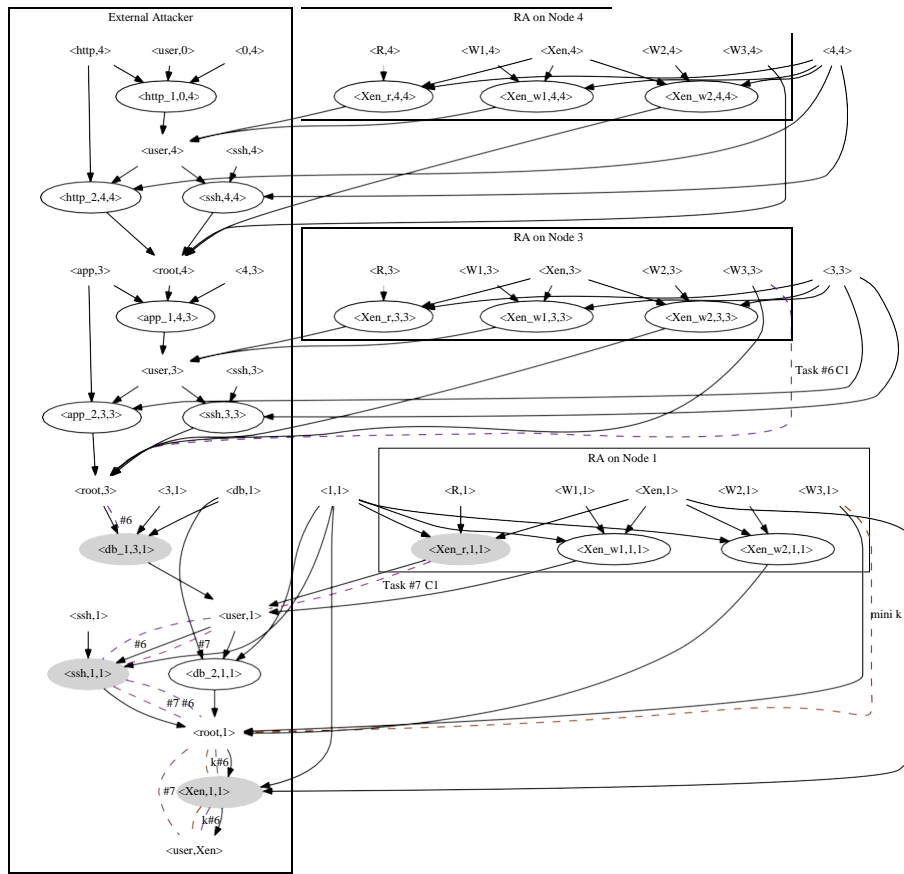 External Attacker
RA on Node 4
<http,4> <user,0> <0,4> <R,4> <W1,4> <Xen,4> <W2,4> <W3,4> <4,4>
<http_1,0,4> <Xen_r,4,4> <Xen_w1,4,4> <Xen_w2,4,4>
<user,4> <ssh,4>
<http_2,4,4> <ssh,4,4>
RA on Node 3
<app,3> <root,4> <4,3> <R,3> <W1,3> <Xen,3> <W2,3> <W3,3> <3,3>
<app_1,4,3> <Xen_r,3,3> <Xen_w1,3,3> <Xen_w2,3,3>
<user,3> <ssh,3> Task #6 C1
<app_2,3,3> <ssh,3,3>
RA on Node 1
<root,3> <3,1> <db,1> <1,1> <R,1> <W1,1> <Xen,1> <W2,1> <W3,1>
#6
<db_1,3,1> <Xen_r,1,1> <Xen_w1,1,1> <Xen_w2,1,1>
Task #7 C1
<ssh,1> <user,1> mini k
#6 #7
<ssh,1,1> <db_2,1,1>
#7 #6
<root,1>
k#6
#7 <Xen,1,1>
k#6
<user,Xen>